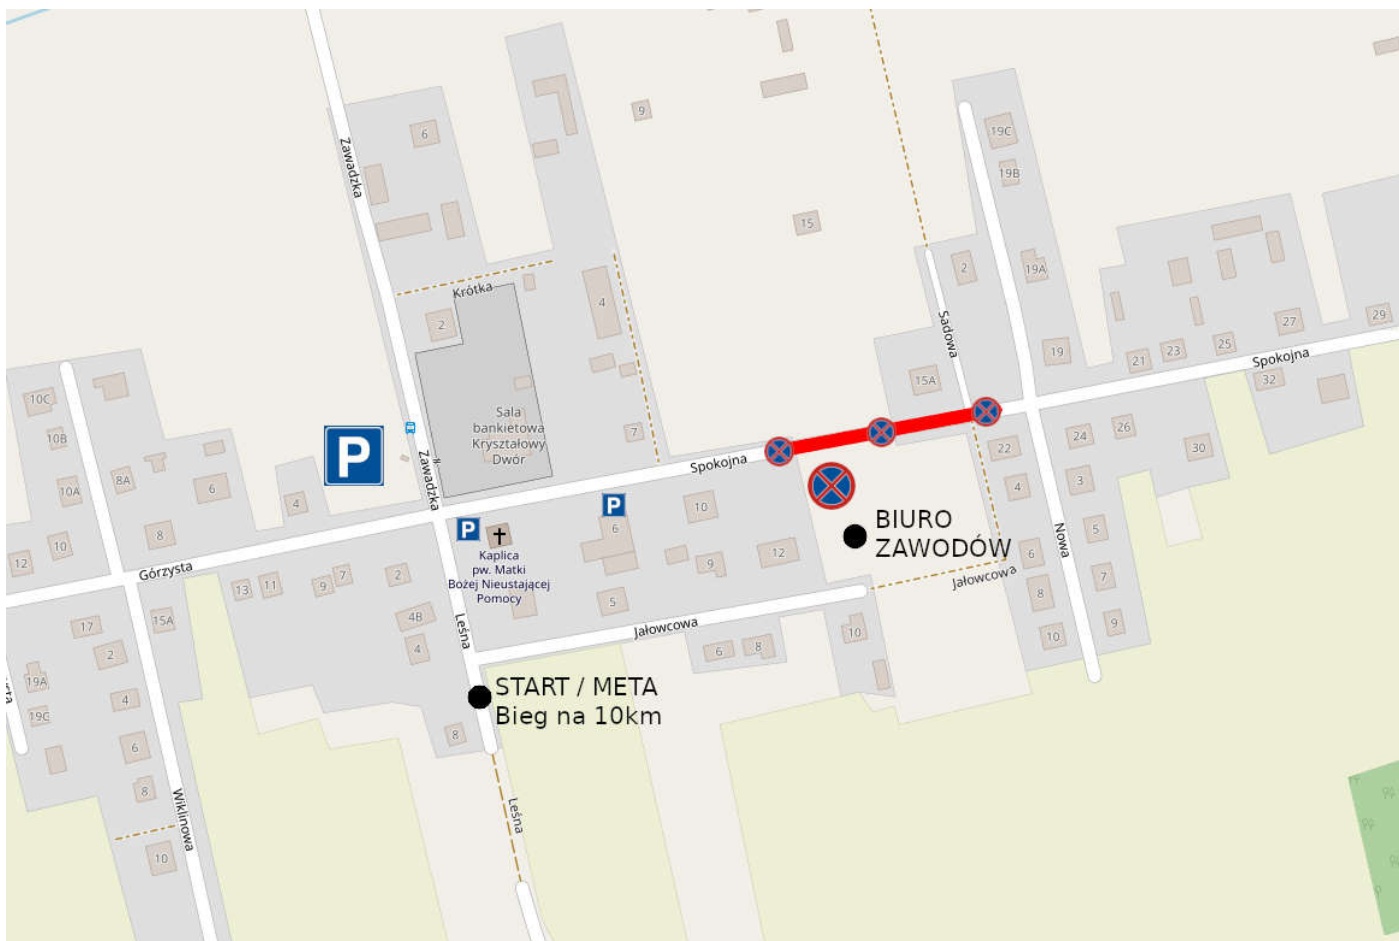 Zawadzka
6
9
19C
19B
15
Krótka
2
4
2
19A
Sadowa
19
21
23
25
27
29
Spokojna
32
15A
10C
10B
10A
8A
6
4
8
10
12
P
Zawadzka
Sala
bankietowa
Kryształowy
Dwór
7
Spokojna
22
24
26
30
4
3
P
P
6
10
BIURO
ZAWODÓW
Kaplica
pw. Matki
Bożej Nieustającej
Pomocy
9
12
5
Nowa
5
6
7
8
9
10
Jałowcowa
Górzysta
13
11
9
7
2
4B
4
Leśna
Jałowcowa
6
8
10
17
15A
2
19A
4
19C
6
8
sta
START / META
Bieg na 10km
8
Wiklinowa
10
Leśna